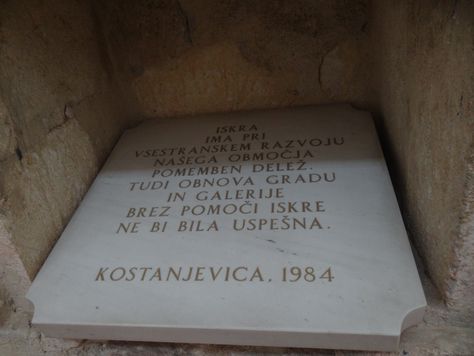 ISKRA
IMA PRI
VSESTRANSKEM RAZVOJU
NAŠEGA OBMOČJA
POMEMBEN DELEŽ.
TUDI OBNOVA GRADU
IN GALERIJE
BREZ POMOČI ISKRE
NE BI BILA USPEŠNA.
KOSTANJEVICA, 1984